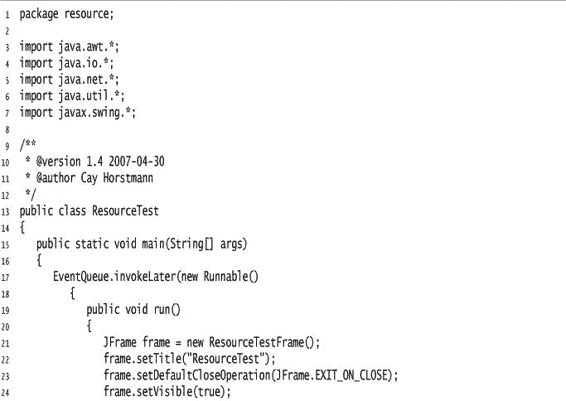 1 package resource;
2
3 import java.awt.*;
4 import java.io.*;
5 import java.net.*;
6 import java.util.*;
7 import javax.swing.*;
8
9 /**
10  * @version 1.4 2007-04-30
11  * @author Cay Horstmann
12  */
13 public class ResourceTest
14 {
15    public static void main(String[] args)
16    {
17       EventQueue.invokeLater(new Runnable()
18          {
19             public void run()
20             {
21                JFrame frame = new ResourceTestFrame();
22                frame.setTitle("ResourceTest");
23                frame.setDefaultCloseOperation(JFrame.EXIT_ON_CLOSE);
24                frame.setVisible(true);